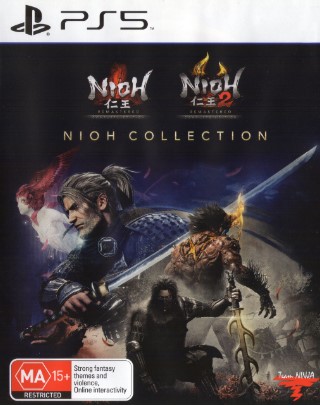 PS5
NIOH
仁王
REMASTERED
NIOH 2
仁王2
REMASTERED
NIOH COLLECTION
MA 15+
RESTRICTED
Strong fantasy
themes and
violence,
Online interactivity
Team NINJA